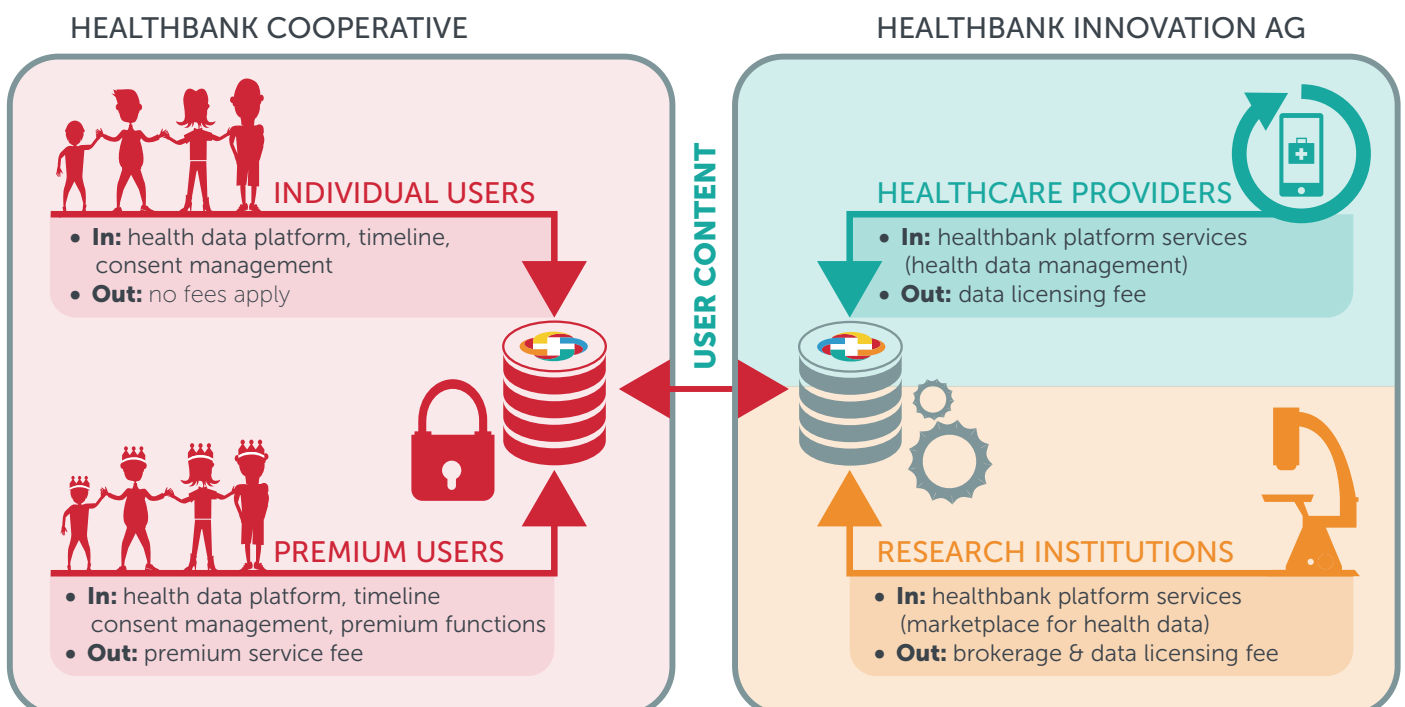 HEALTHBANK COOPERATIVE
INDIVIDUAL USERS
• In: health data platform, timeline,
consent management
• Out: no fees apply
PREMIUM USERS
• In: health data platform, timeline
consent management, premium functions
• Out: premium service fee
USER CONTENT
HEALTHBANK INNOVATION AG
HEALTHCARE PROVIDERS
• In: healthbank platform services
(health data management)
• Out: data licensing fee
RESEARCH INSTITUTIONS
• In: healthbank platform services
(marketplace for health data)
• Out: brokerage & data licensing fee